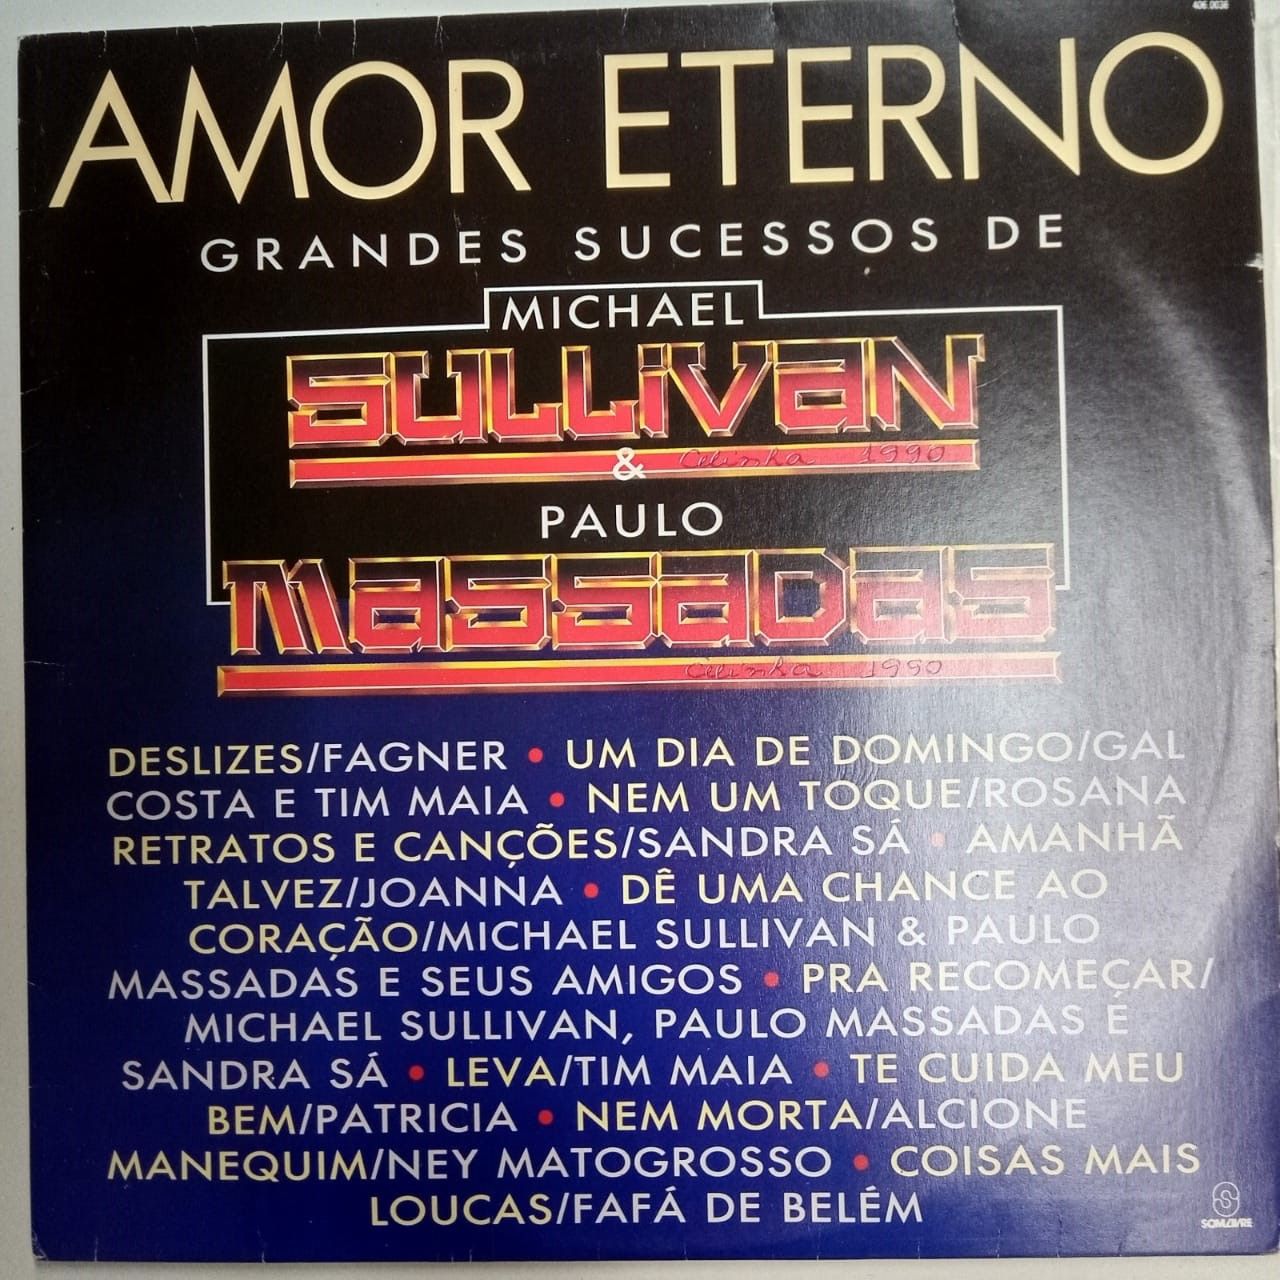 406.0036
AMOR ETERNO
GRANDES SUCESSOS DE
MICHAEL
SULLIVAN
& Celinha 1990
PAULO
MASSADAS
Celinha 1990
DESLIZES/FAGNER • UM DIA DE DOMINGO/GAL
COSTA E TIM MAIA • NEM UM TOQUE/ROSANA
RETRATOS E CANÇÕES/SANDRA SÁ • AMANHÃ
TALVEZ/JOANNA • DÊ UMA CHANCE AO
CORAÇÃO/MICHAEL SULLIVAN & PAULO
MASSADAS E SEUS AMIGOS • PRA RECOMEÇAR/
MICHAEL SULLIVAN, PAULO MASSADAS E
SANDRA SÁ • LEVA/TIM MAIA • TE CUIDA MEU
BEM/PATRICIA • NEM MORTA/ALCIONE
MANEQUIM/NEY MATOGROSSO • COISAS MAIS
LOUCAS/FAFÁ DE BELÉM
SOM LIVRE